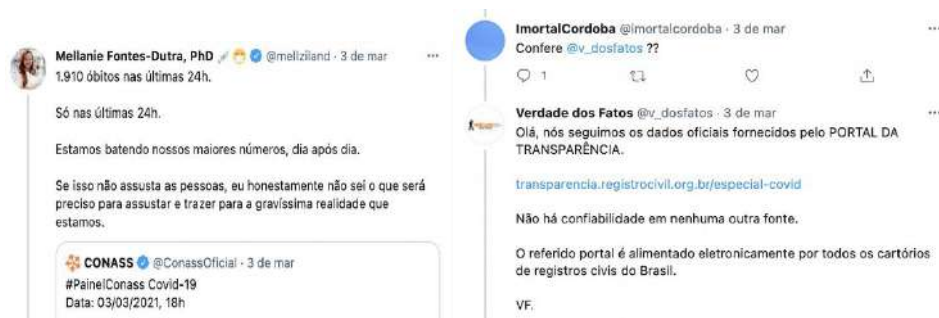 Mellanie Fontes-Dutra, PhD @mellziland · 3 de mar
1.910 óbitos nas últimas 24h.
Só nas últimas 24h.
Estamos batendo nossos maiores números, dia após dia.
Se isso não assusta as pessoas, eu honestamente não sei o que será
preciso para assustar e trazer para a gravíssima realidade que
estamos.
CONASS @ConassOficial · 3 de mar
#PainelConass Covid-19
Data: 03/03/2021, 18h
ImortalCordoba @imortalcordoba · 3 de mar
Confere @v_dosfatos ??
1
Verdade dos Fatos @v_dosfatos · 3 de mar
Olá, nós seguimos os dados oficiais fornecidos pelo PORTAL DA
TRANSPARÊNCIA.
transparencia.registrocivil.org.br/especial-covid
Não há confiabilidade em nenhuma outra fonte.
O referido portal é alimentado eletronicamente por todos os cartórios
de registros civis do Brasil.
VF.